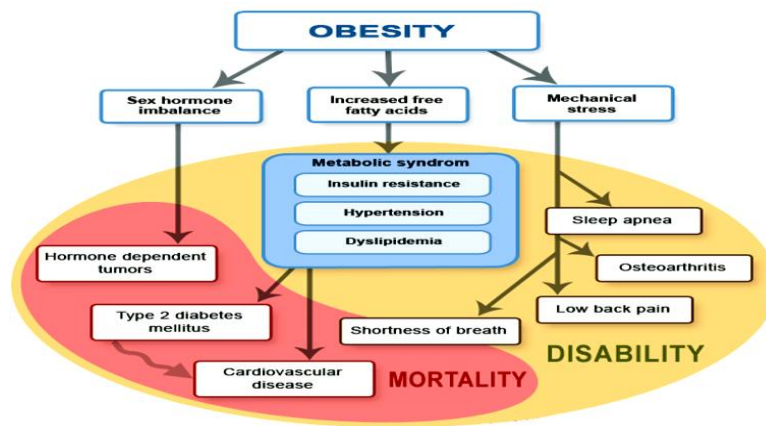 OBESITY
Sex hormone
imbalance
Increased free
fatty acids
Mechanical
stress
Metabolic syndrom
Insulin resistance
Hypertension
Dyslipidemia
Sleep apnea
Hormone dependent
tumors
Osteoarthritis
Type 2 diabetes
mellitus
Low back pain
Shortness of breath
DISABILITY
Cardiovascular
disease
MORTALITY